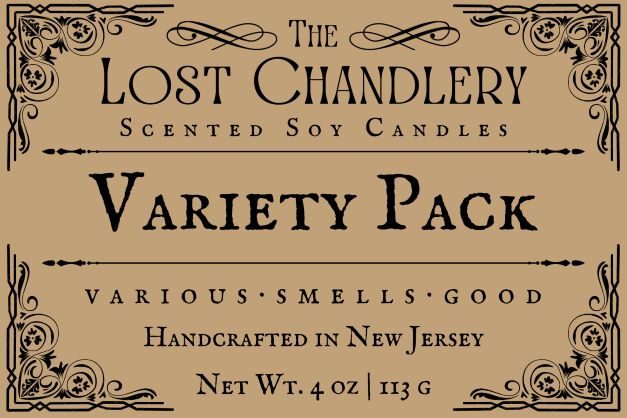 The
Lost Chandlery
Scented Soy Candles
Variety Pack
VARIOUS·SMELLS·GOOD
Handcrafted in New Jersey
Net Wt. 4 oz | 113 g